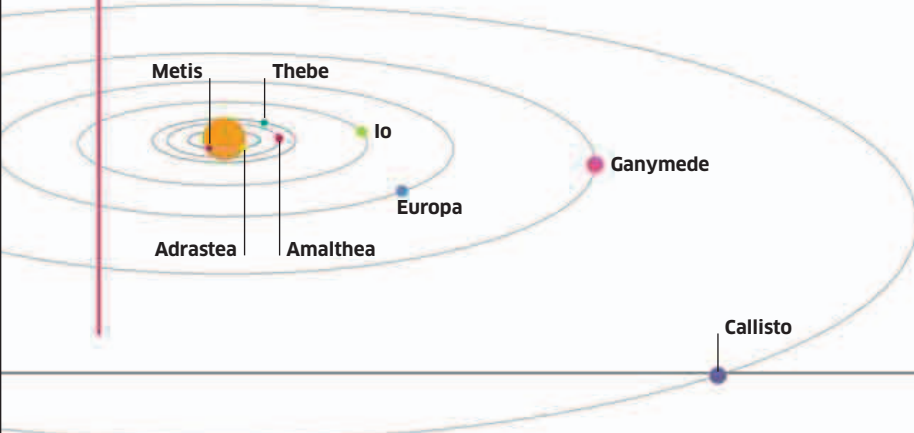 Metis
Thebe
Io
Ganymede
Europa
Adrastea
Amalthea
Callisto